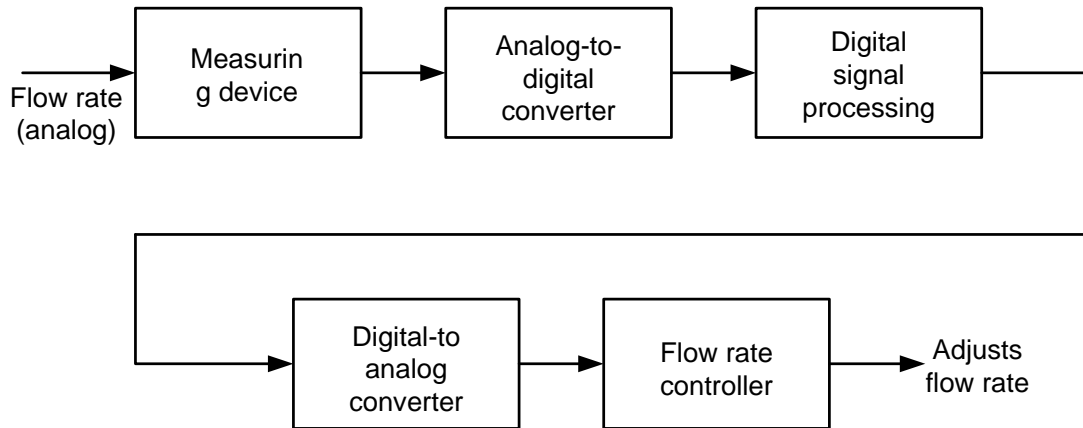 Flow rate
(analog)
Measurin
g device
Analog-to-
digital
converter
Digital
signal
processing
Digital-to
analog
converter
Flow rate
controller
Adjusts
flow rate